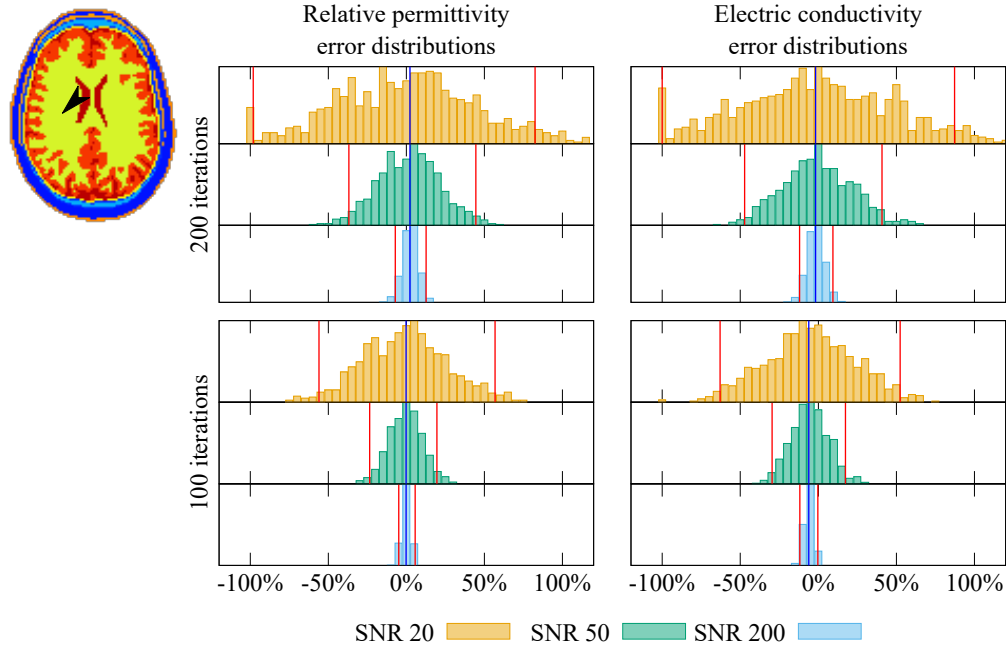 Relative permittivity
error distributions
Electric conductivity
error distributions
200 iterations
100 iterations
-100% -50% 0% 50% 100%
-100% -50% 0% 50% 100%
SNR 20 SNR 50 SNR 200